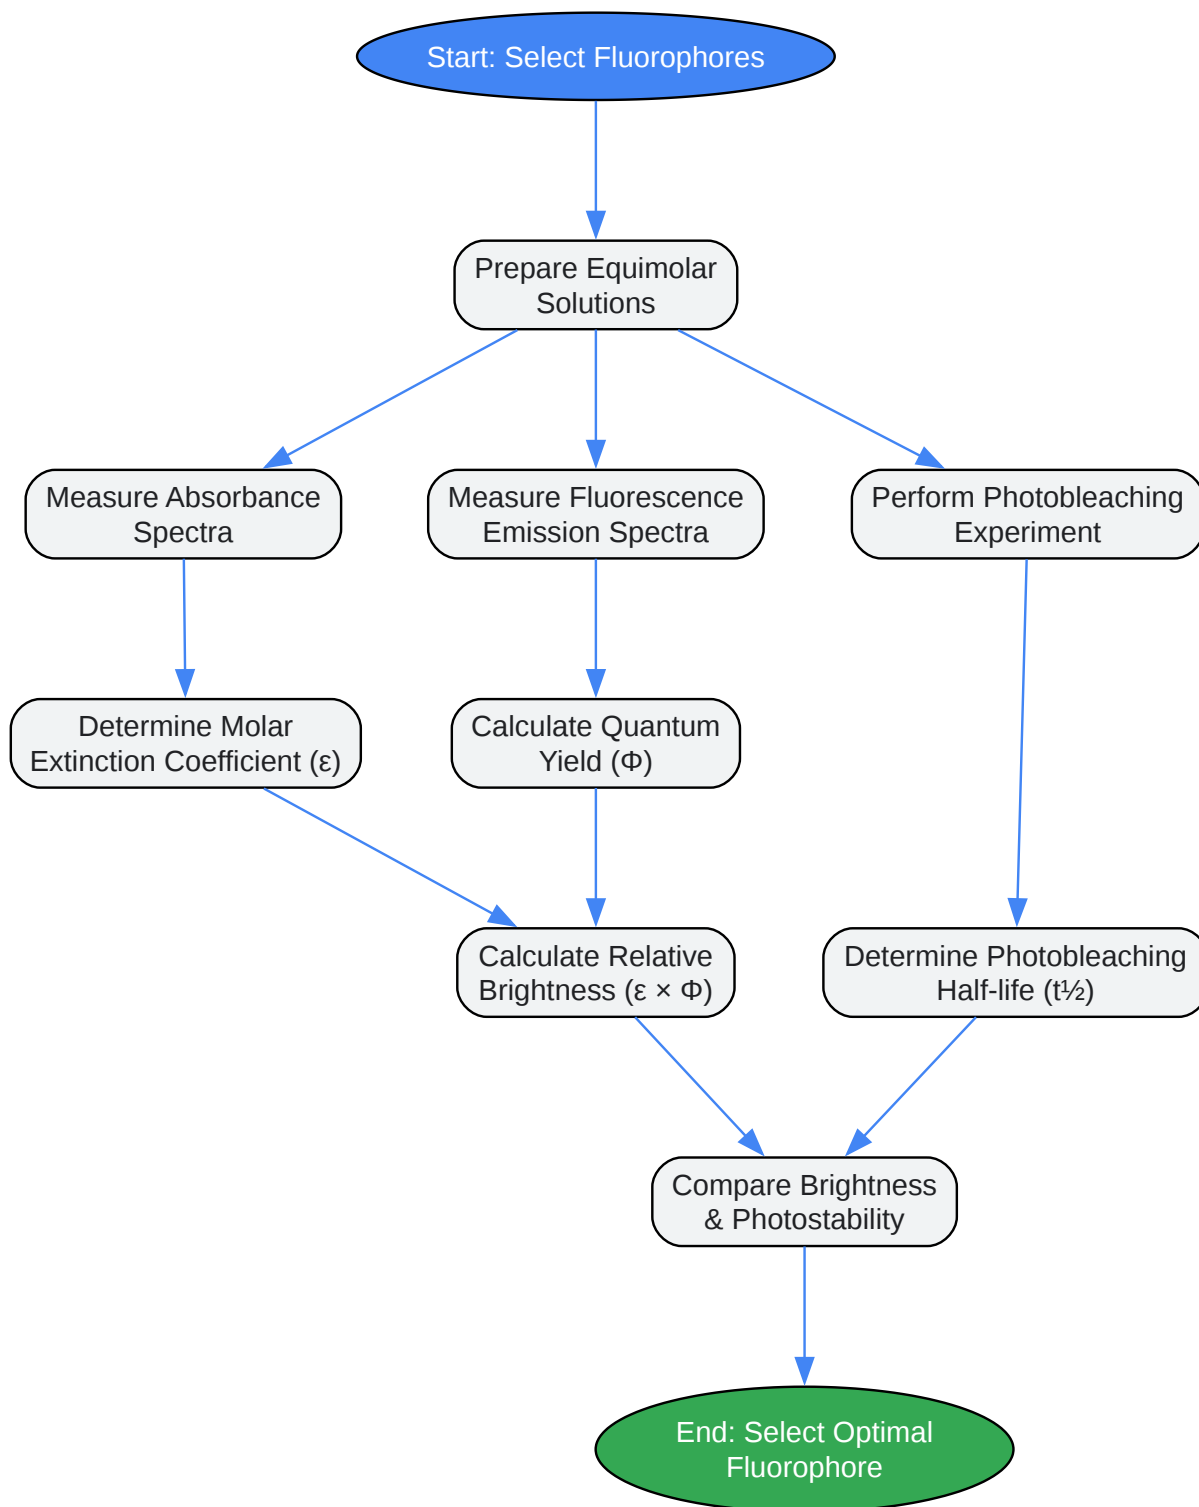 Start: Select Fluorophores
Prepare Equimolar
Solutions
Measure Absorbance
Spectra
Measure Fluorescence
Emission Spectra
Perform Photobleaching
Experiment
Determine Molar
Extinction Coefficient (ε)
Calculate Quantum
Yield (Φ)
Calculate Relative
Brightness (ε × Φ)
Determine Photobleaching
Half-life (t½)
Compare Brightness
& Photostability
End: Select Optimal
Fluorophore